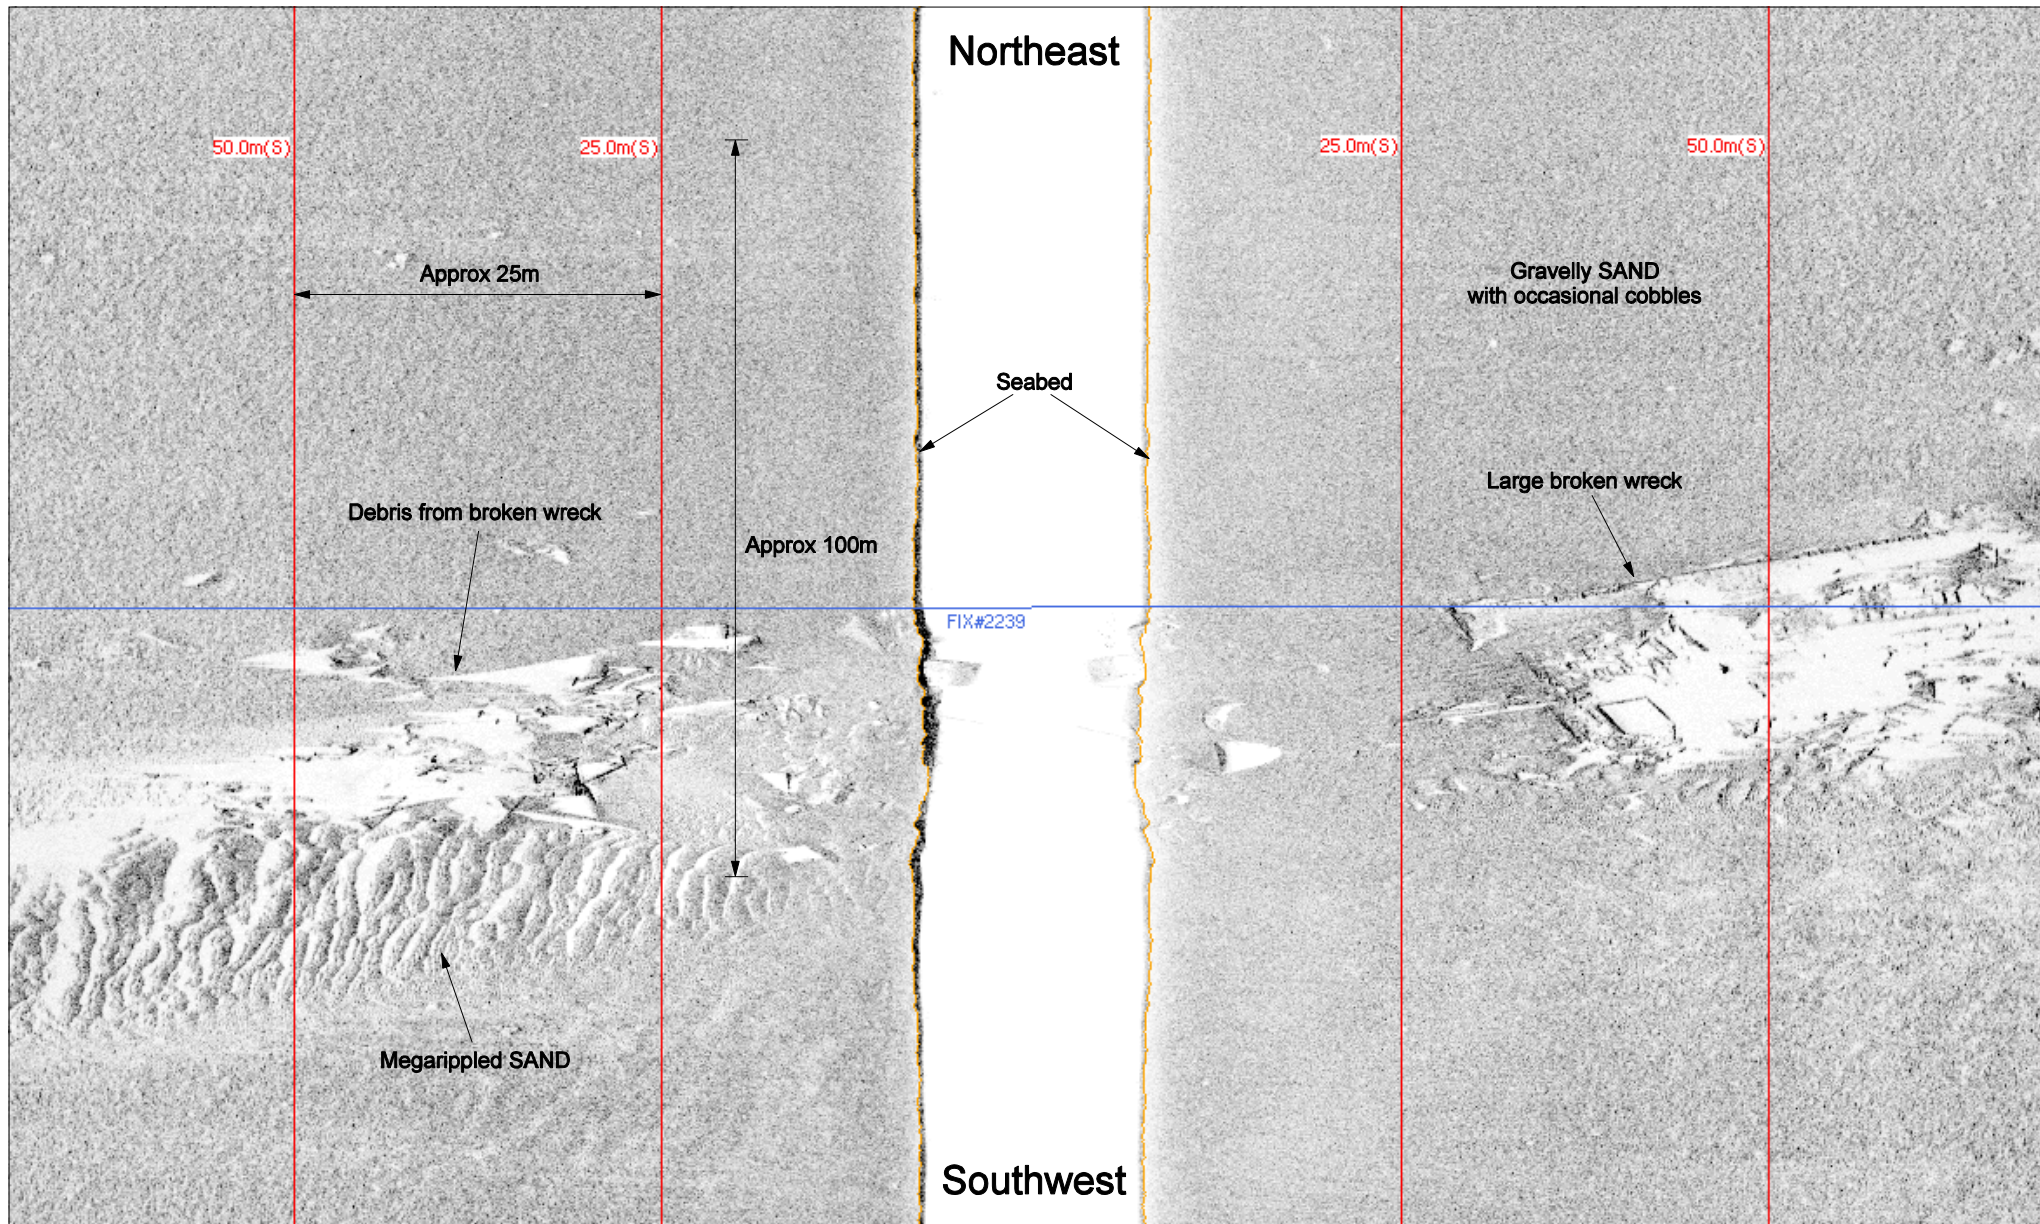 Northeast
50.0m(S)
25.0m(S)
25.0m(S)
50.0m(S)
Approx 25m
Gravelly SAND
with occasional cobbles
Seabed
Large broken wreck
Debris from broken wreck
Approx 100m
FIX#2239
Megarippled SAND
Southwest